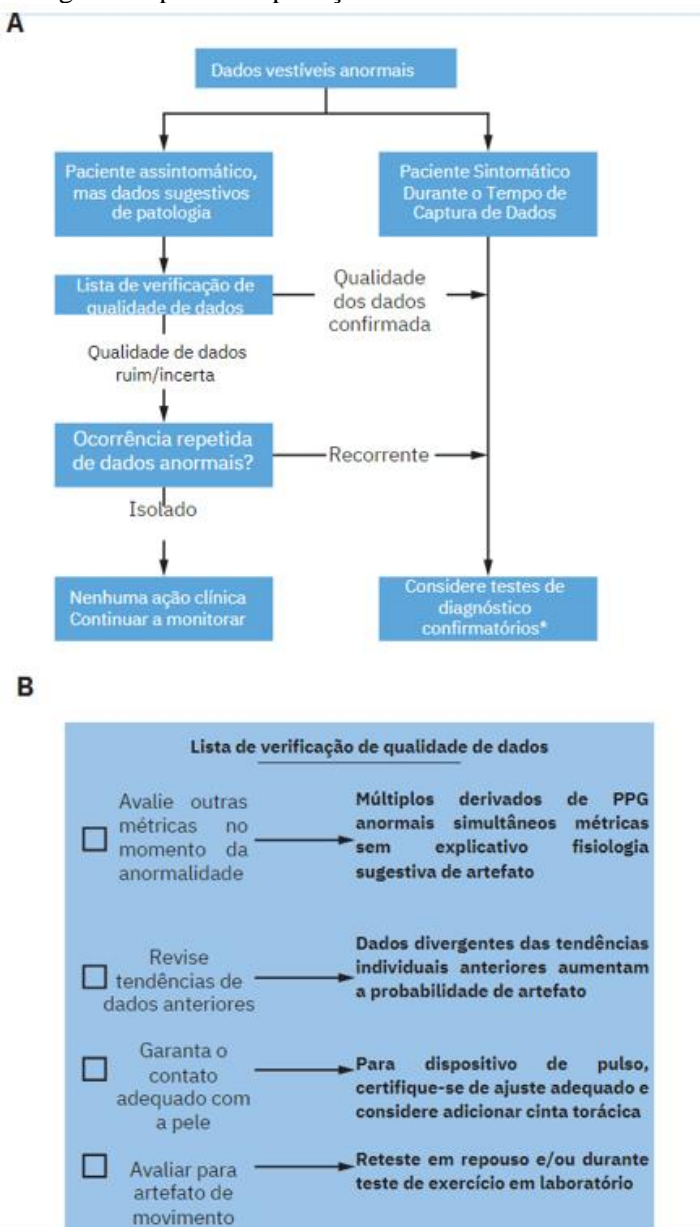 A
Dados vestíveis anormais
Paciente assintomático,
mas dados sugestivos
de patologia
Paciente Sintomático
Durante o Tempo de
Captura de Dados
Lista de verificação de
qualidade de dados
Qualidade
dos dados
confirmada
Qualidade de dados
ruim/incerta
Ocorrência repetida
de dados anormais?
Recorrente
Isolado
Nenhuma ação clínica
Continuar a monitorar
Considere testes de
diagnóstico
confirmatórios*
B
Lista de verificação de qualidade de dados
Avalie outras
métricas no
momento da
anormalidade
Múltiplos derivados de PPG
anormais simultâneos métricas
sem explicativo fisiologia
sugestiva de artefato
Revise
tendências de
dados anteriores
Dados divergentes das tendências
individuais anteriores aumentam
a probabilidade de artefato
Garanta o
contato
adequado com
a pele
Para dispositivo de pulso,
certifique-se de ajuste adequado e
considere adicionar cinta torácica
Avaliar para
artefato de
movimento
Reteste em repouso e/ou durante
teste de exercício em laboratório